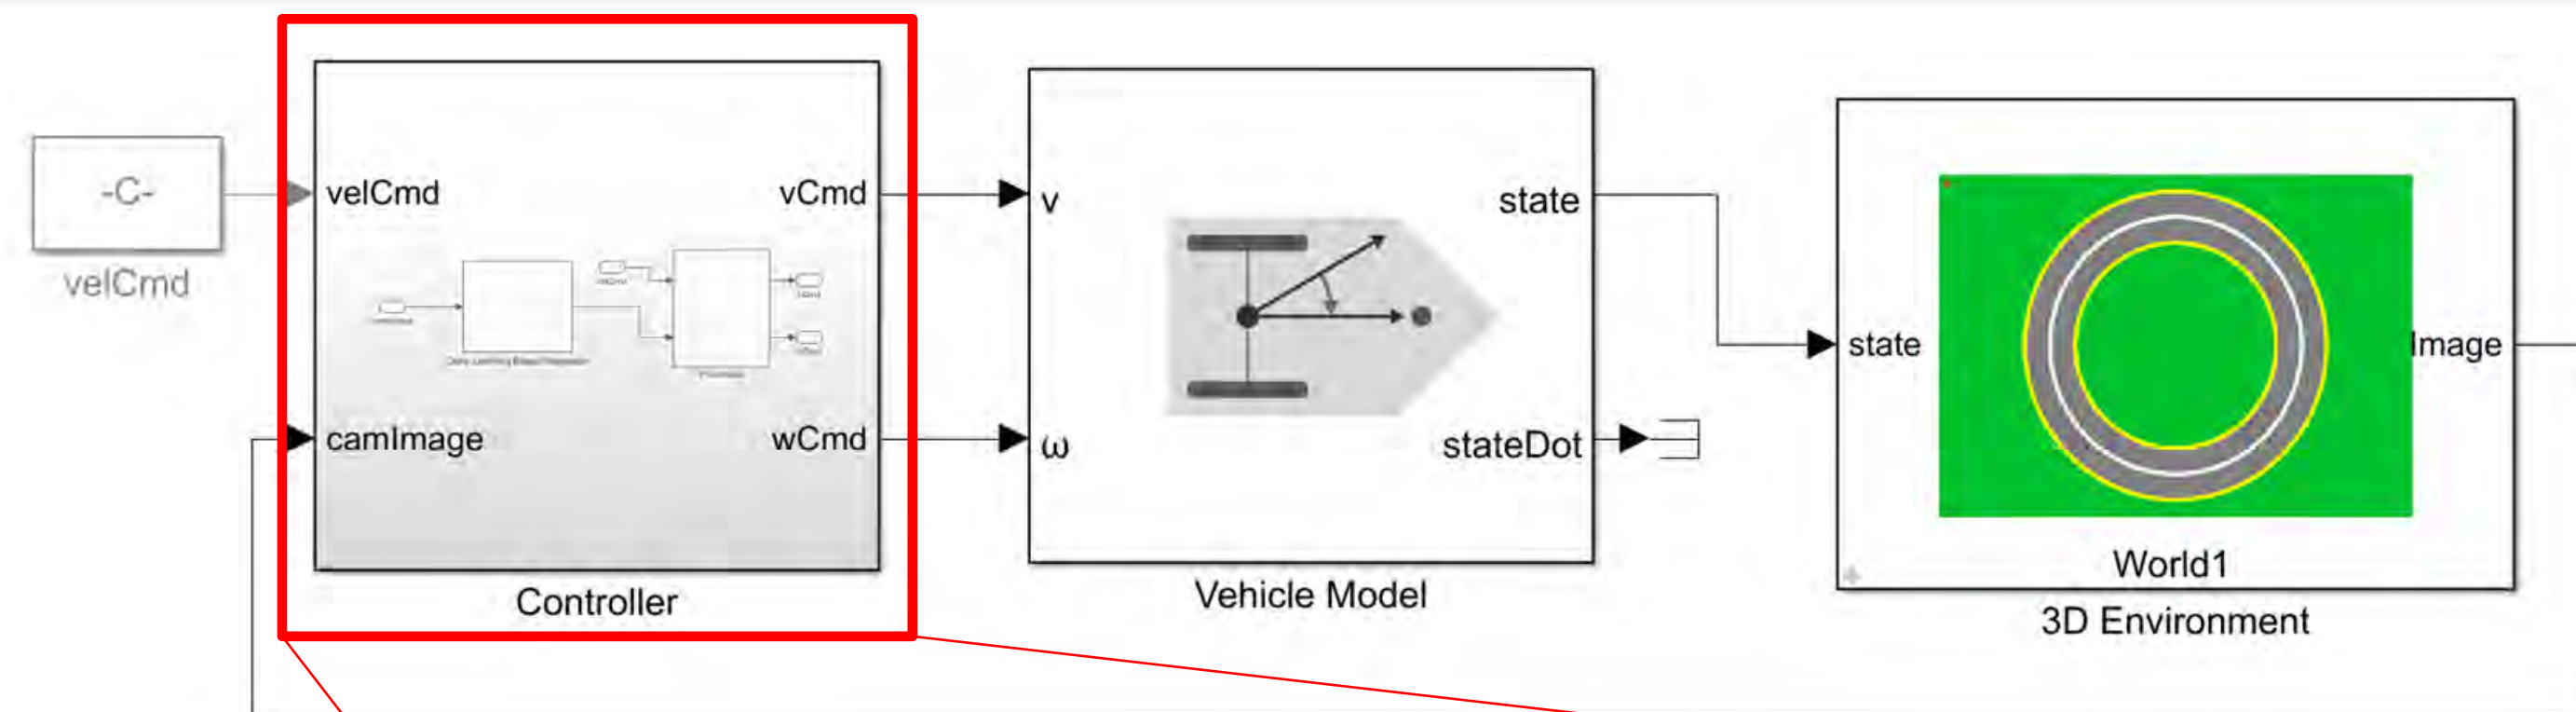 -C-
velCmd
velCmd
camImage
vCmd
wCmd
Controller
v
ω
state
stateDot
Vehicle Model
state
Image
World1
3D Environment